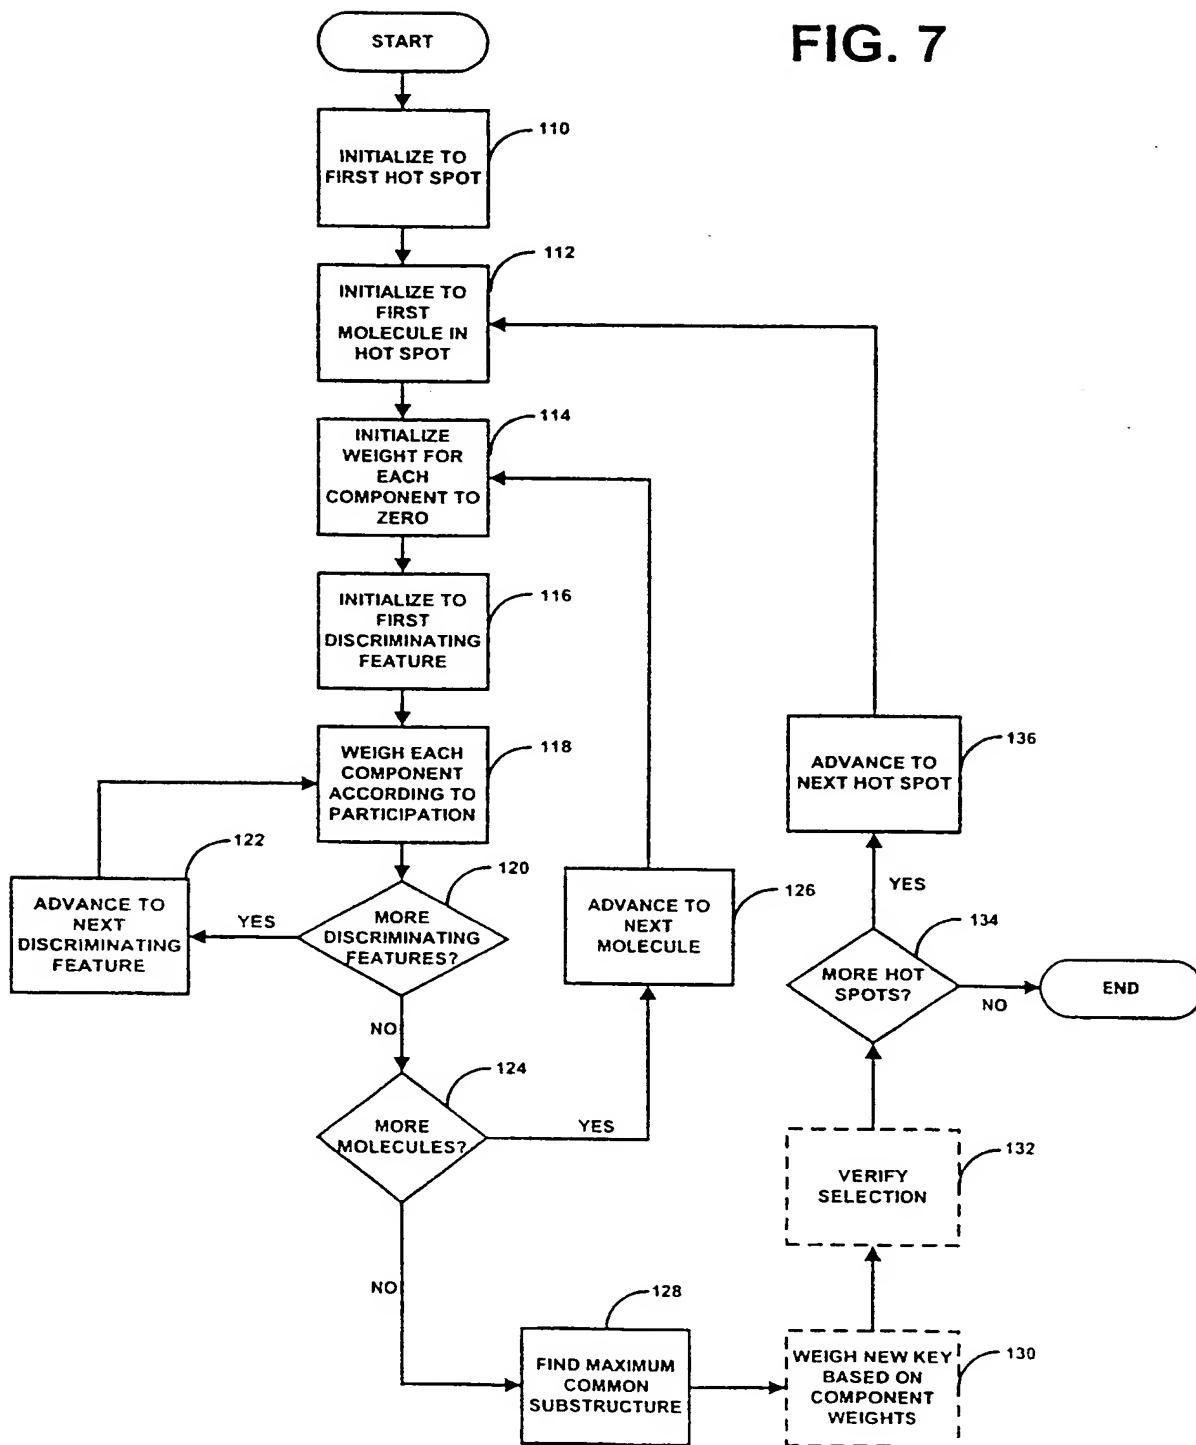 FIG. 7
START
110
INITIALIZE TO
FIRST HOT SPOT
112
INITIALIZE TO
FIRST
MOLECULE IN
HOT SPOT
114
INITIALIZE
WEIGHT FOR
EACH
COMPONENT TO
ZERO
116
INITIALIZE TO
FIRST
DISCRIMINATING
FEATURE
118
WEIGH EACH
COMPONENT
ACCORDING TO
PARTICIPATION
122
ADVANCE TO
NEXT
DISCRIMINATING
FEATURE
YES
120
MORE
DISCRIMINATING
FEATURES?
NO
124
MORE
MOLECULES?
YES
126
ADVANCE TO
NEXT
MOLECULE
NO
128
FIND MAXIMUM
COMMON
SUBSTRUCTURE
130
WEIGH NEW KEY
BASED ON
COMPONENT
WEIGHTS
132
VERIFY
SELECTION
134
MORE HOT
SPOTS?
NO
END
YES
136
ADVANCE TO
NEXT HOT SPOT